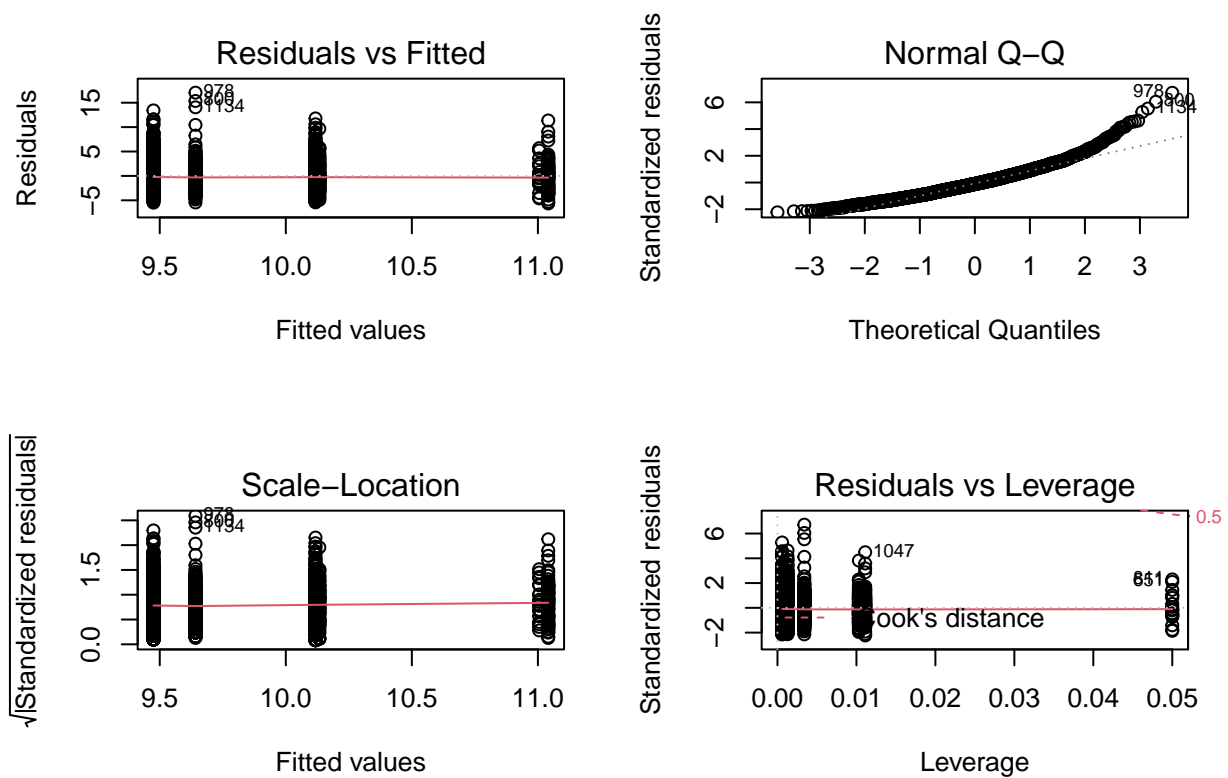 Residuals vs Fitted
Residuals
−5 5 15
978
1134
9.5 10.0 10.5 11.0
Fitted values
Normal Q−Q
Standardized residuals
−2 2 6
978
800
1134
−3 −2 −1 0 1 2 3
Theoretical Quantiles
Scale−Location
√|Standardized residuals|
0.0 1.5
978
1134
9.5 10.0 10.5 11.0
Fitted values
Residuals vs Leverage
Standardized residuals
−2 2 6
0.5
1047
Cook's distance
0.00 0.01 0.02 0.03 0.04 0.05
Leverage